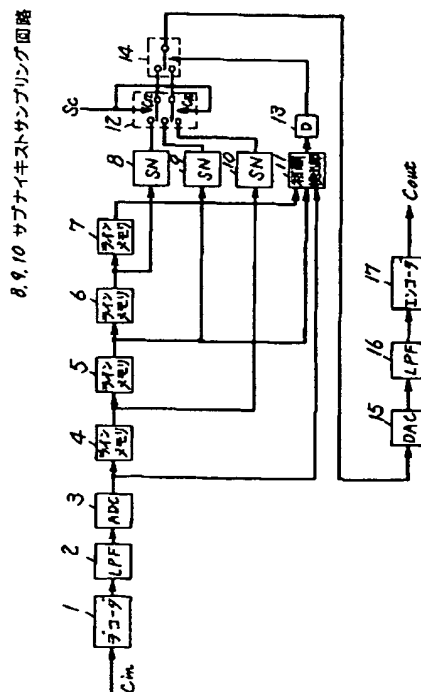 8,9,10 サブナイキストサンプリング回路
Cin
1
デコーダ
2
LPF
3
ADC
4
ライン
メモリ
5
ライン
メモリ
6
ライン
メモリ
7
ライン
メモリ
8
SN
9
SN
10
SN
11
相関
12
Sc
13
D
14
15
DAC
16
LPF
17
エンコーダ
Cout